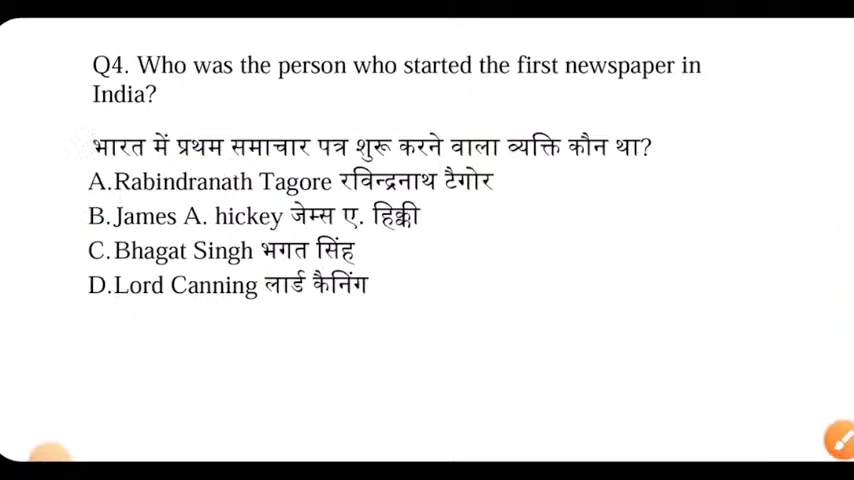 Q4. Who was the person who started the first newspaper in
India?
भारत में प्रथम समाचार पत्र शुरू करने वाला व्यक्ति कौन था?
A.Rabindranath Tagore रविन्द्रनाथ टैगोर
B.James A. hickey जेम्स ए. हिक्की
C.Bhagat Singh भगत सिंह
D.Lord Canning लार्ड कैनिंग